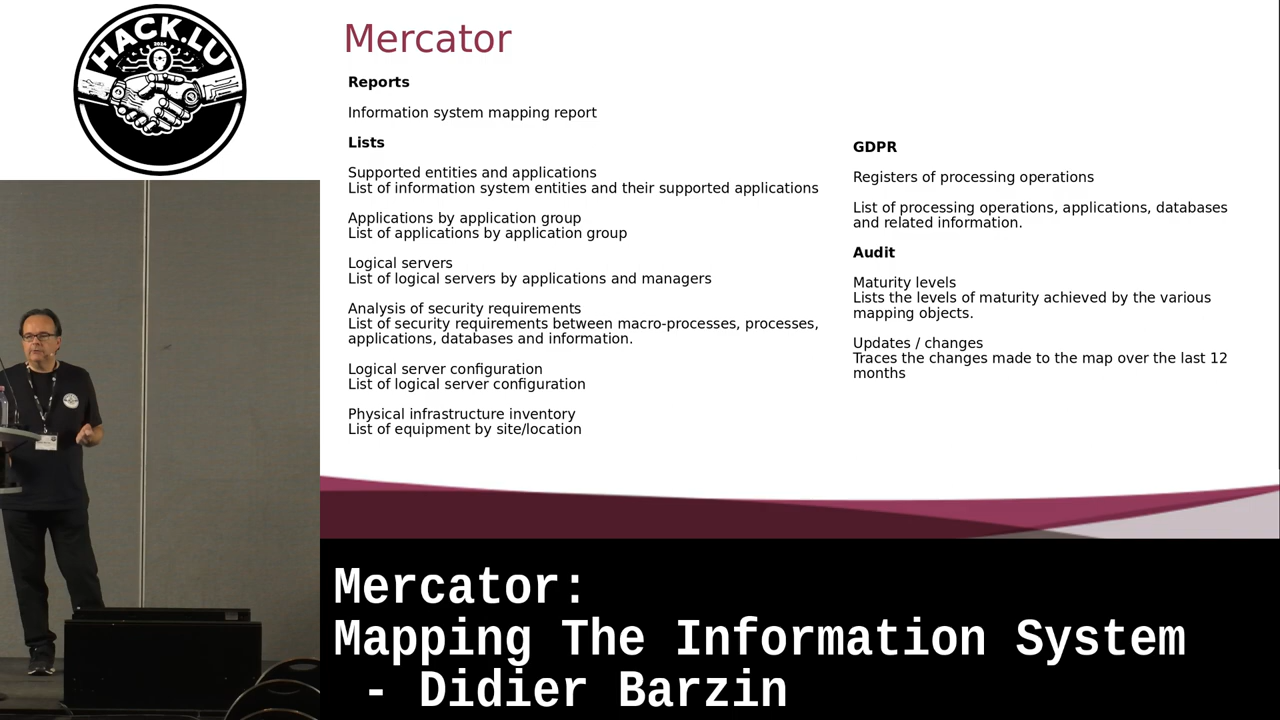 HACK.LU
2024
Mercator
Reports
Information system mapping report
Lists
Supported entities and applications
List of information system entities and their supported applications
Applications by application group
List of applications by application group
Logical servers
List of logical servers by applications and managers
Analysis of security requirements
List of security requirements between macro-processes, processes,
applications, databases and information.
Logical server configuration
List of logical server configuration
Physical infrastructure inventory
List of equipment by site/location
GDPR
Registers of processing operations
List of processing operations, applications, databases
and related information.
Audit
Maturity levels
Lists the levels of maturity achieved by the various
mapping objects.
Updates / changes
Traces the changes made to the map over the last 12
months
Mercator:
Mapping The Information System
- Didier Barzin